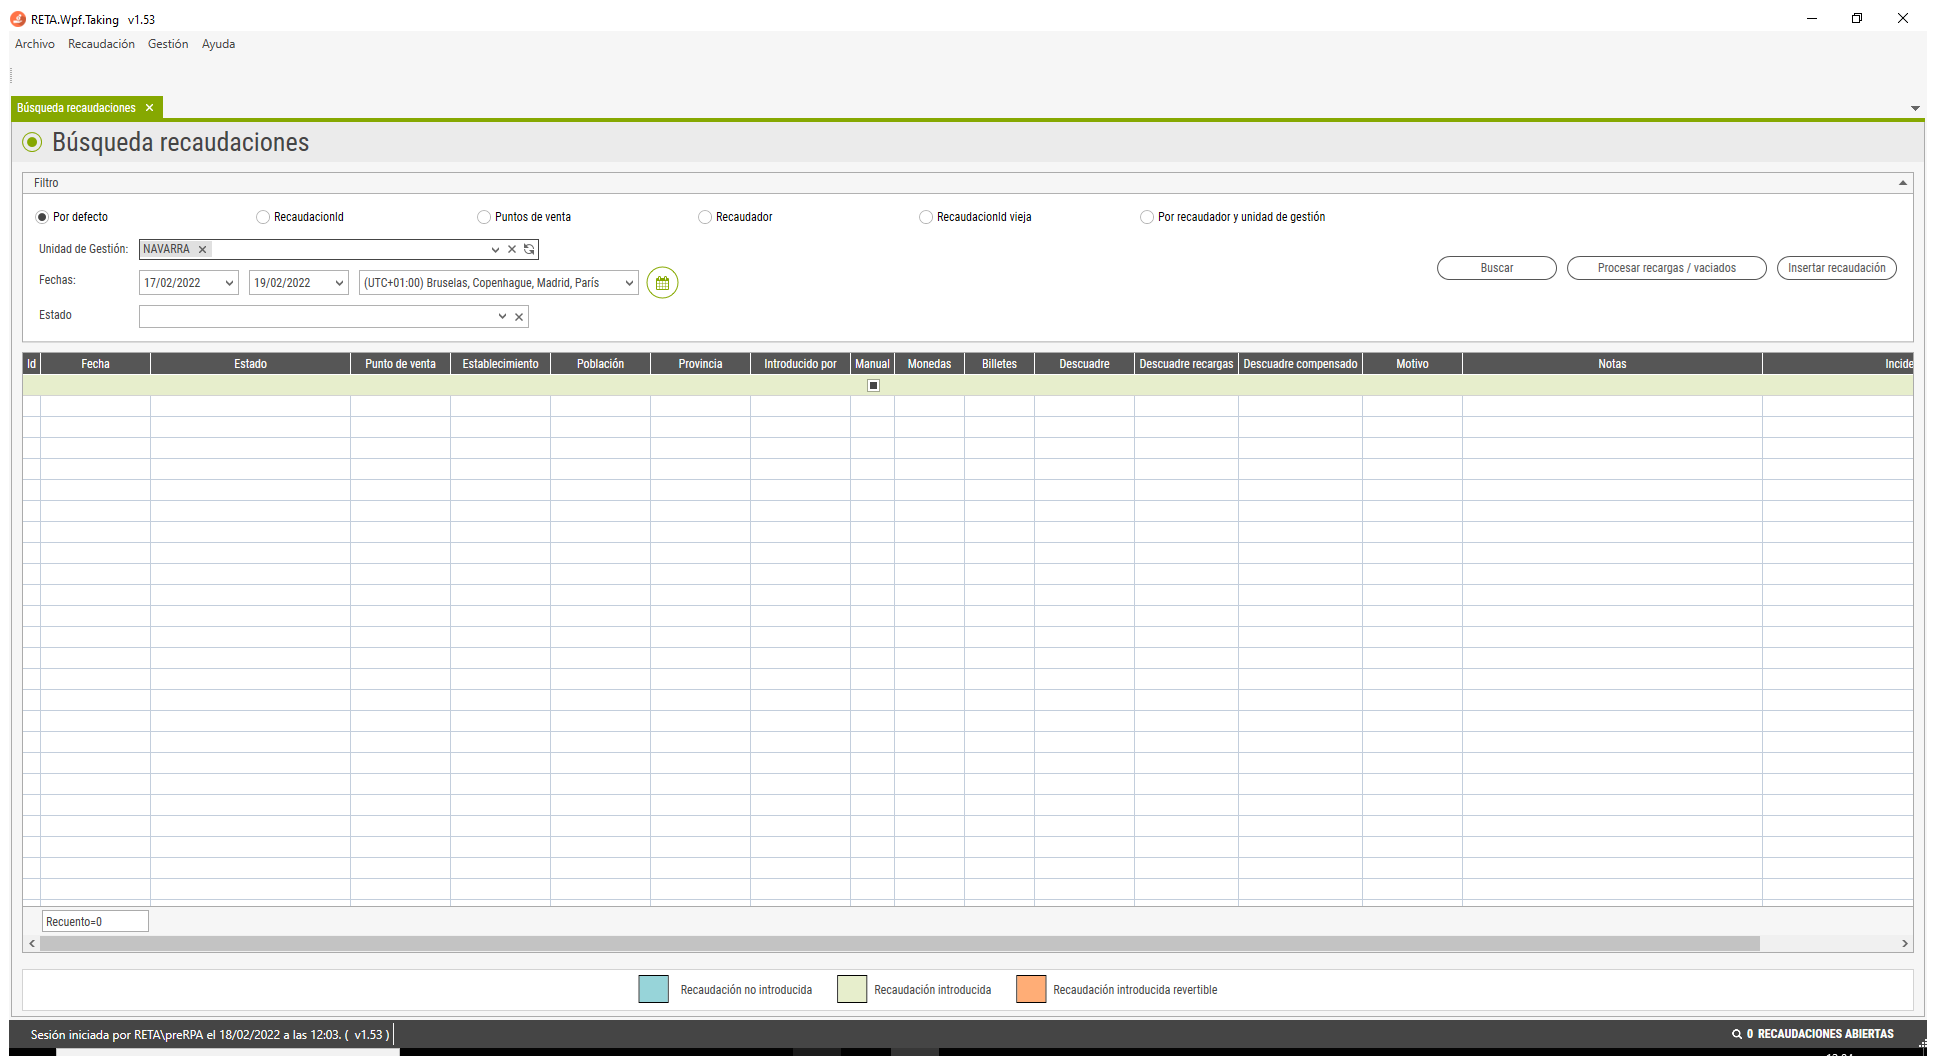 RETA.Wpf.Taking v1.53
Archivo Recaudación Gestión Ayuda
Búsqueda recaudaciones
Búsqueda recaudaciones
Filtro
Por defecto RecaudacionId Puntos de venta Recaudador RecaudacionId vieja Por recaudador y unidad de gestión
Unidad de Gestión: NAVARRA
Fechas: 17/02/2022 19/02/2022 (UTC+01:00) Bruselas, Copenhague, Madrid, París
Buscar Procesar recargas / vaciados Insertar recaudación
Estado
Id Fecha Estado Punto de venta Establecimiento Población Provincia Introducido por Manual Monedas Billetes Descuadre Descuadre recargas Descuadre compensado Motivo Notas Incide
Recuento=0
Recaudación no introducida Recaudación introducida Recaudación introducida revertible
Sesión iniciada por RETA\preRPA el 18/02/2022 a las 12:03. ( v1.53 ) 0 RECAUDACIONES ABIERTAS